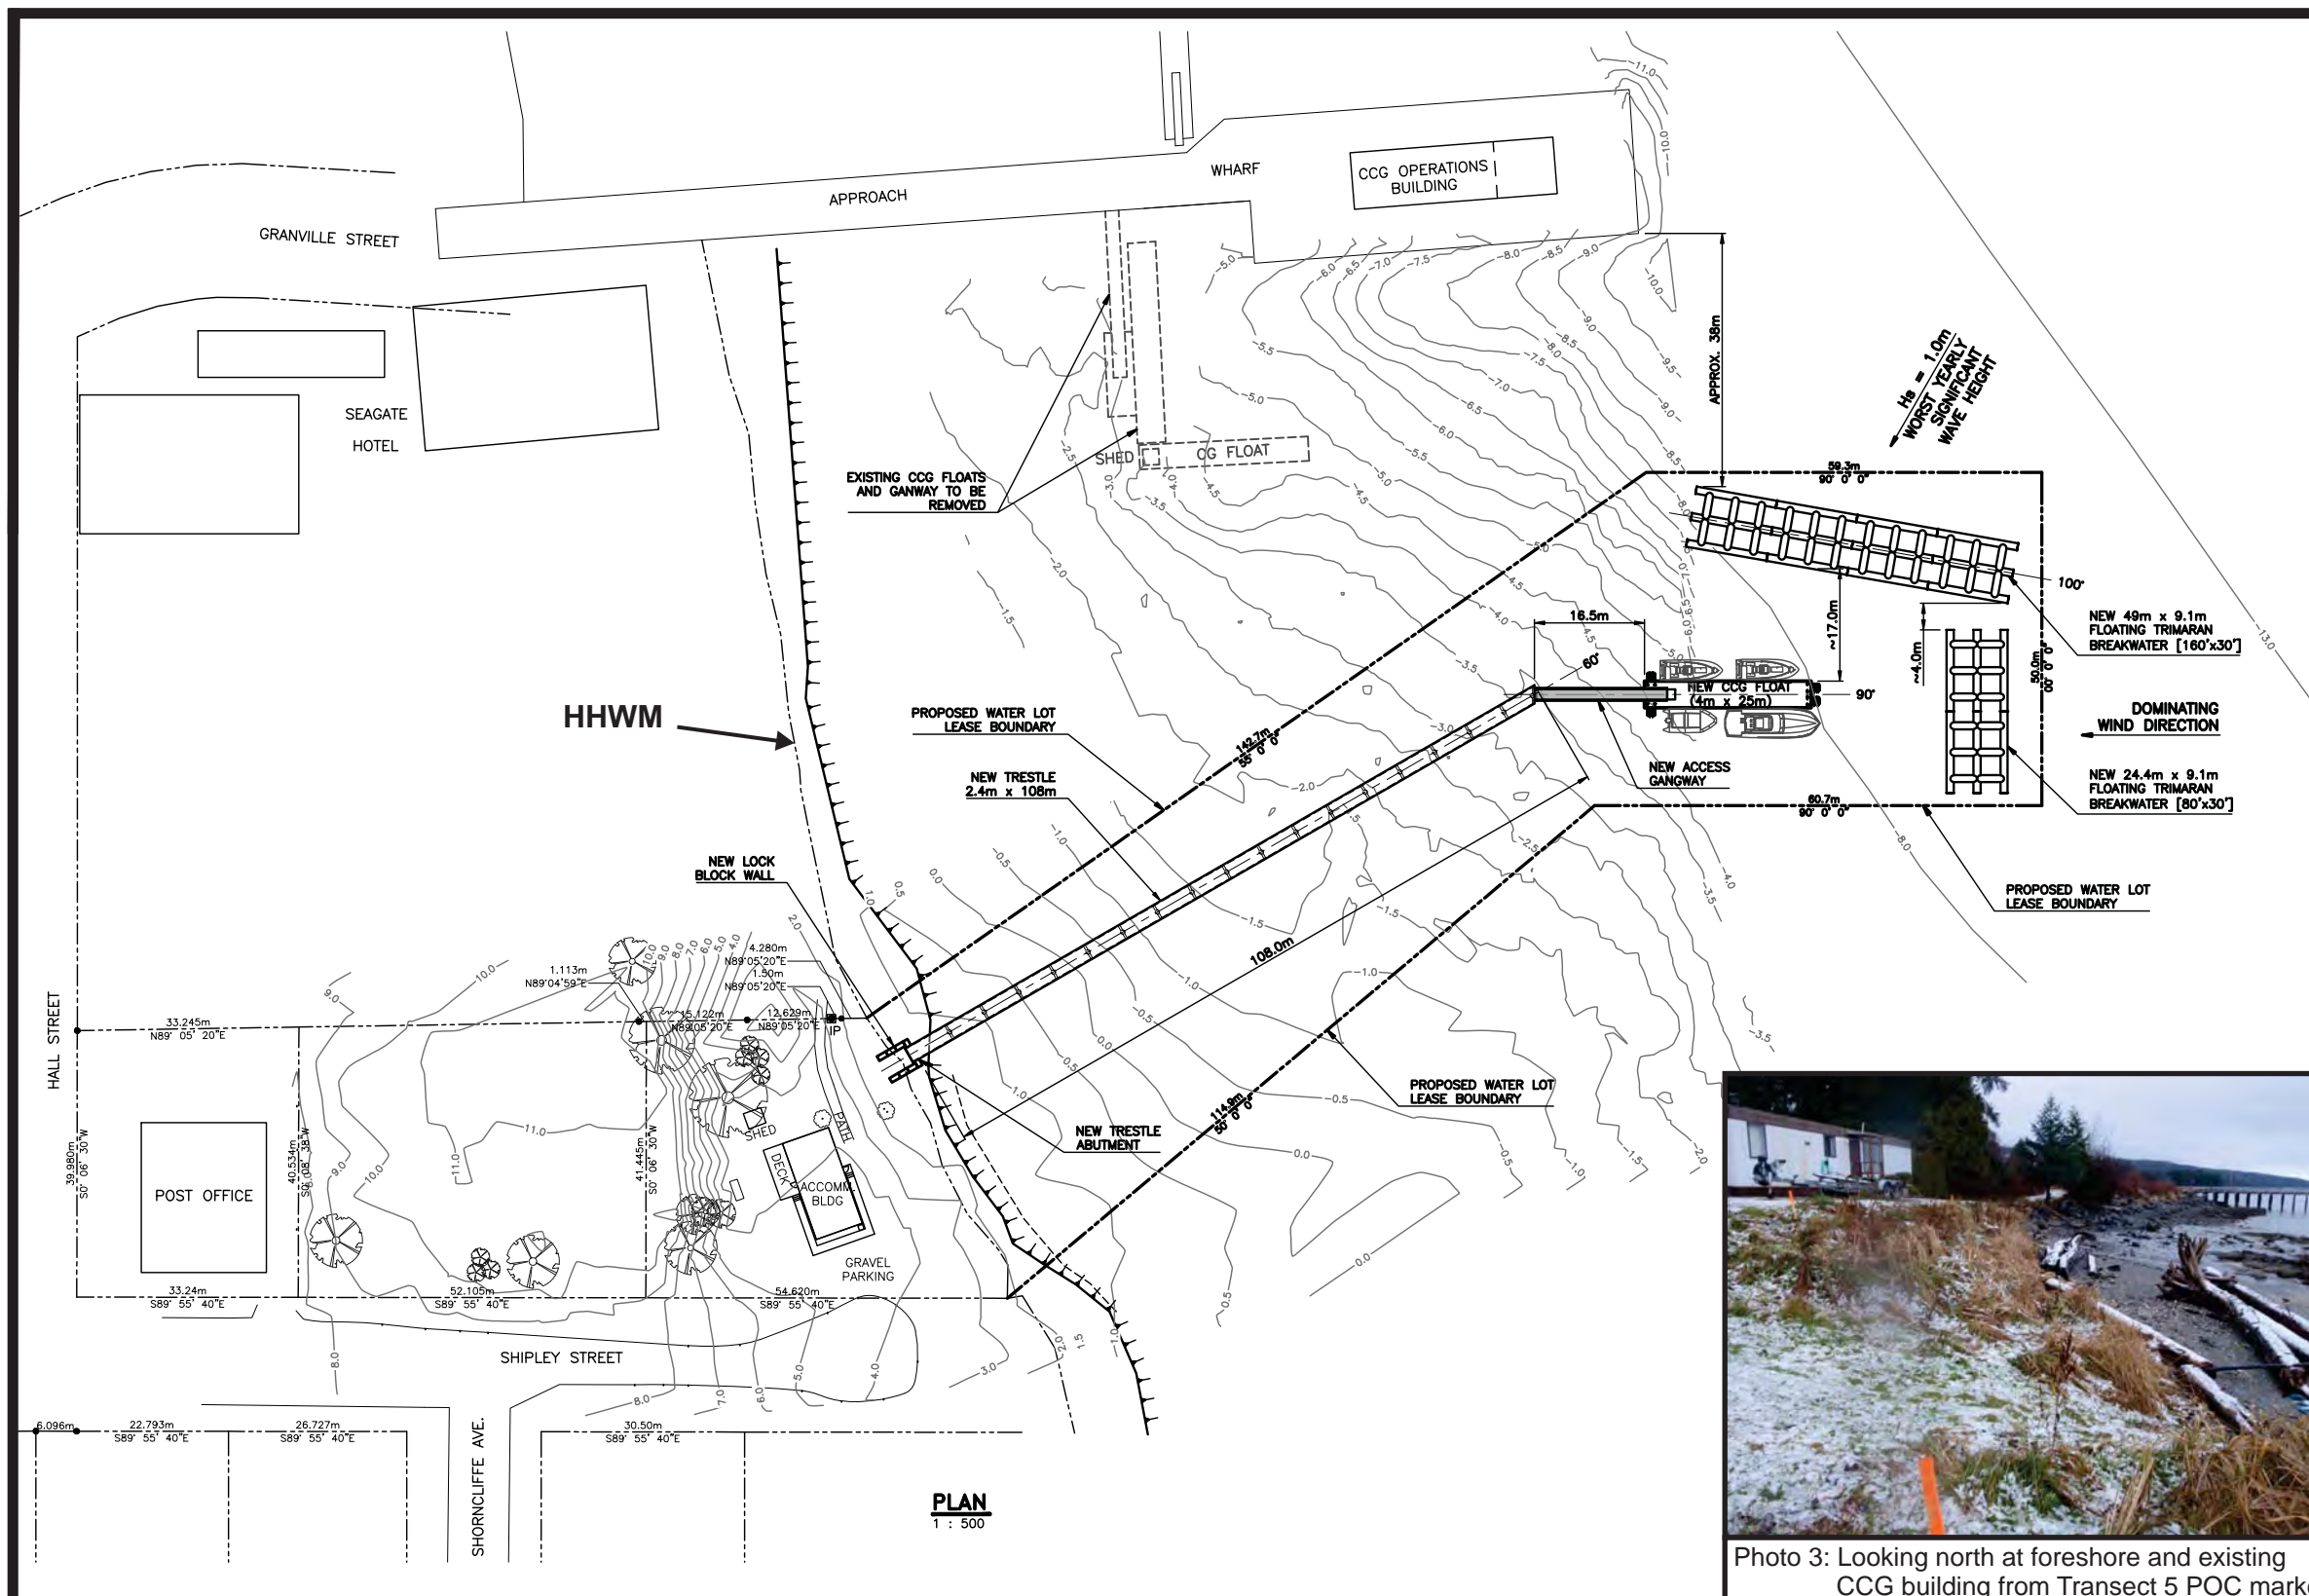 WHARF
CCG OPERATIONS
BUILDING
APPROACH
GRANVILLE STREET
SEAGATE
HOTEL
EXISTING CCG FLOATS
AND GANWAY TO BE
REMOVED
SHED
CG FLOAT
APPROX. 38m
Hs = 1.0m
WORST YEARLY
SIGNIFICANT
WAVE HEIGHT
59.3m
90° 0' 0"
100°
NEW 49m x 9.1m
FLOATING TRIMARAN
BREAKWATER [160'x30']
~17.0m
~4.0m
50.0m
16.5m
60°
NEW CCG FLOAT
(4m x 25m)
90°
DOMINATING
WIND DIRECTION
NEW ACCESS
GANGWAY
NEW 24.4m x 9.1m
FLOATING TRIMARAN
BREAKWATER [80'x30']
60.7m
90° 0' 0"
PROPOSED WATER LOT
LEASE BOUNDARY
HHWM
PROPOSED WATER LOT
LEASE BOUNDARY
142.7m
55° 0' 0"
NEW TRESTLE
2.4m x 108m
NEW LOCK
BLOCK WALL
108.0m
4.280m
N89°05'20"E
1.50m
N89°05'20"E
1.113m
N89°04'59"E
33.245m
N89° 05' 20"E
15.122m
N89°05'20"E
12.629m
N89°05'20"E
IP
HALL STREET
39.980m
S0° 06' 30"W
40.534m
S0°08' 38"W
41.445m
S0° 06' 30"W
POST OFFICE
SHED
PATH
DECK
ACCOMM.
BLDG
GRAVEL
PARKING
NEW TRESTLE
ABUTMENT
114.9m
50° 0' 0"
PROPOSED WATER LOT
LEASE BOUNDARY
33.24m
S89° 55' 40"E
52.105m
S89° 55' 40"E
54.620m
S89° 55' 40"E
SHIPLEY STREET
6.096m
22.793m
S89° 55' 40"E
26.727m
S89° 55' 40"E
30.50m
S89° 55' 40"E
SHORNCLIFFE AVE.
PLAN
1 : 500
Photo 3: Looking north at foreshore and existing
CCG building from Transect 5 POC